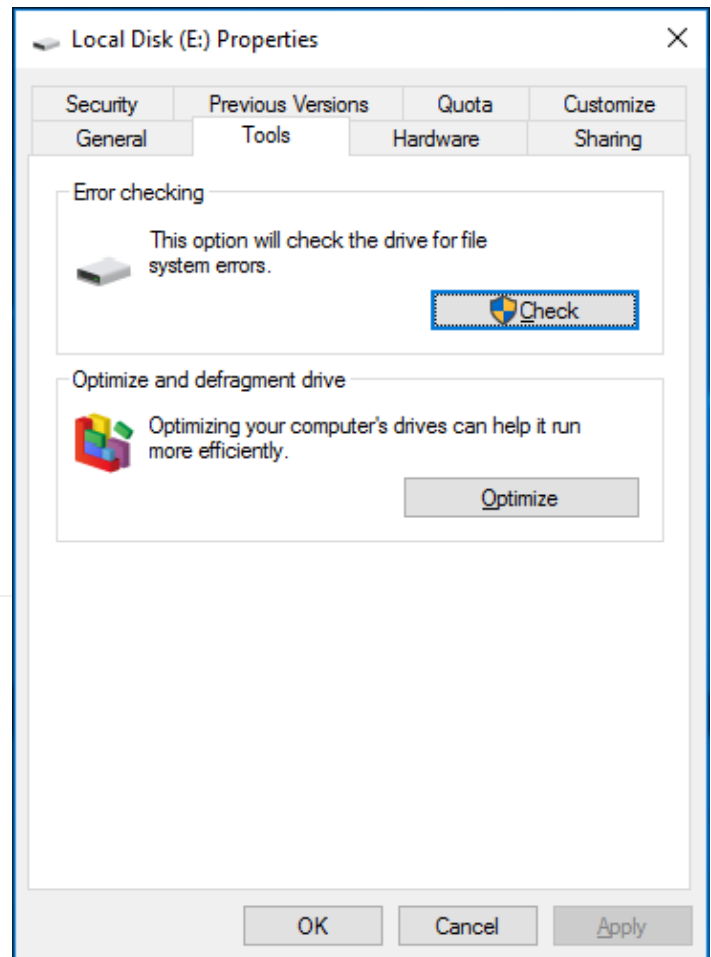 Local Disk (E:) Properties
Security Previous Versions Quota Customize
General Tools Hardware Sharing
Error checking
This option will check the drive for file
system errors.
Check
Optimize and defragment drive
Optimizing your computer's drives can help it run
more efficiently.
Optimize
OK Cancel Apply